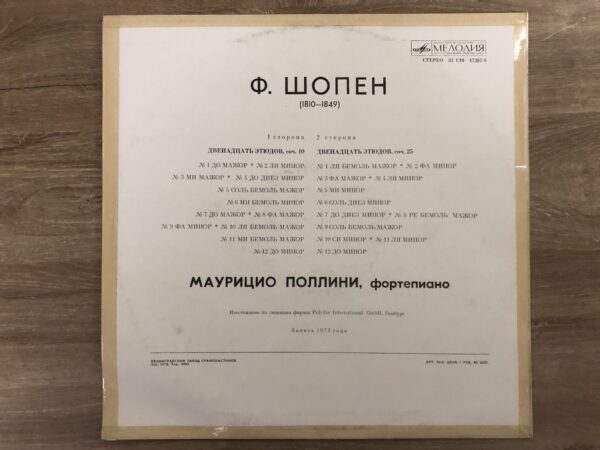 МЕЛОДИЯ
СТЕРЕО 33 С10—17267-8
Ф. ШОПЕН
(1810—1849)
1 сторона
ДВЕНАДЦАТЬ ЭТЮДОВ, соч. 10
№ 1 ДО МАЖОР * № 2 ЛЯ МИНОР
№ 3 МИ МАЖОР * № 4 ДО ДИЕЗ МИНОР
№ 5 СОЛЬ БЕМОЛЬ МАЖОР
№ 6 МИ БЕМОЛЬ МИНОР
№ 7 ДО МАЖОР * № 8 ФА МАЖОР
№ 9 ФА МИНОР * № 10 ЛЯ БЕМОЛЬ МАЖОР
№ 11 МИ БЕМОЛЬ МАЖОР
№ 12 ДО МИНОР
2 сторона
ДВЕНАДЦАТЬ ЭТЮДОВ, соч. 25
№ 1 ЛЯ БЕМОЛЬ МАЖОР * № 2 ФА МИНОР
№ 3 ФА МАЖОР * № 4 ЛЯ МИНОР
№ 5 МИ МИНОР
№ 6 СОЛЬ ДИЕЗ МИНОР
№ 7 ДО ДИЕЗ МИНОР * № 8 РЕ БЕМОЛЬ МАЖОР
№ 9 СОЛЬ БЕМОЛЬ МАЖОР
№ 10 СИ МИНОР * № 11 ЛЯ МИНОР
№ 12 ДО МИНОР
МАУРИЦИО ПОЛЛИНИ, фортепиано
Изготовлено по лицензии фирмы Polydor International GmbH,
Запись 1972 года
ЛЕНИНГРАДСКИЙ ЗАВОД ГРАМПЛАСТИНОК